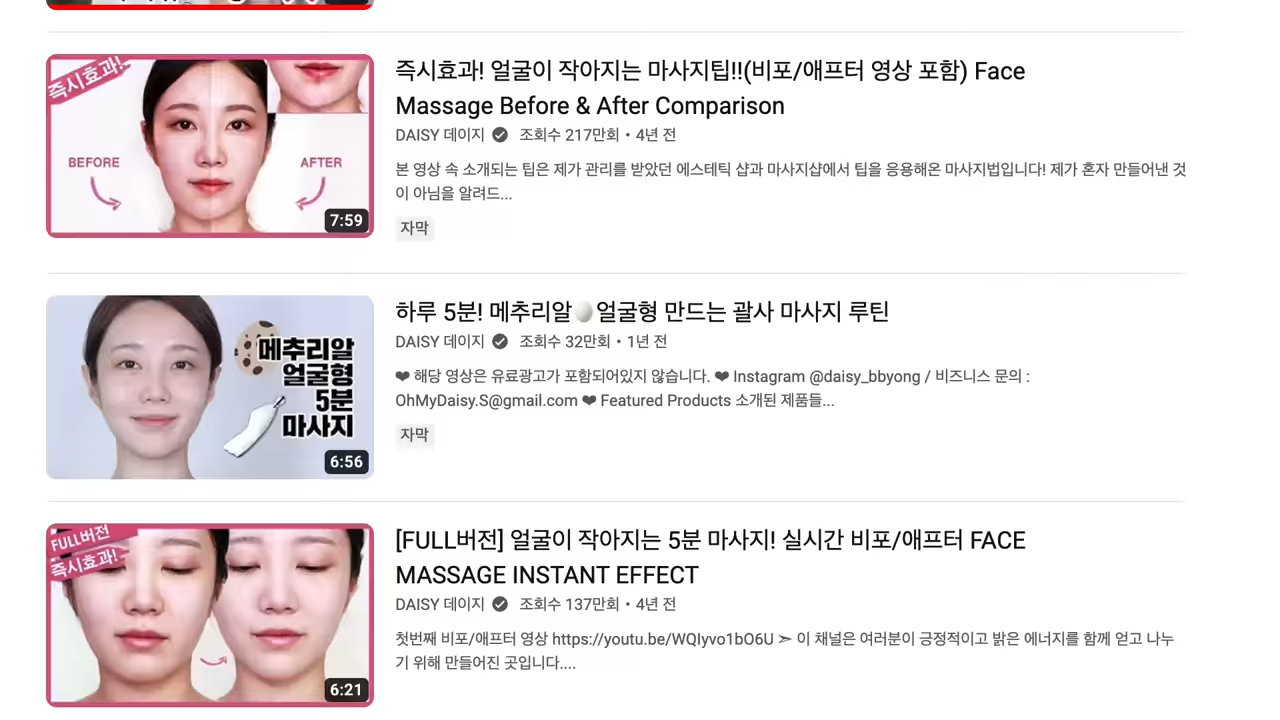 즉시효과!
BEFORE
AFTER
7:59
즉시효과! 얼굴이 작아지는 마사지팁!!(비포/애프터 영상 포함) Face
Massage Before & After Comparison
DAISY 데이지 조회수 217만회 • 4년 전
본 영상 속 소개되는 팁은 제가 관리를 받았던 에스테틱 샵과 마사지샵에서 팁을 응용해온 마사지법입니다! 제가 혼자 만들어낸 것
이 아님을 알려드...
자막
메추리알
얼굴형
5분
마사지
6:56
하루 5분! 메추리알🥚얼굴형 만드는 괄사 마사지 루틴
DAISY 데이지 조회수 32만회 • 1년 전
❤ 해당 영상은 유료광고가 포함되어있지 않습니다. ❤ Instagram @daisy_bbyong / 비즈니스 문의 :
OhMyDaisy.S@gmail.com ❤ Featured Products 소개된 제품들...
자막
FULL버전
즉시효과!
6:21
[FULL버전] 얼굴이 작아지는 5분 마사지! 실시간 비포/애프터 FACE
MASSAGE INSTANT EFFECT
DAISY 데이지 조회수 137만회 • 4년 전
첫번째 비포/애프터 영상 https://youtu.be/WQIyvo1bO6U ➣ 이 채널은 여러분이 긍정적이고 밝은 에너지를 함께 얻고 나누
기 위해 만들어진 곳입니다....